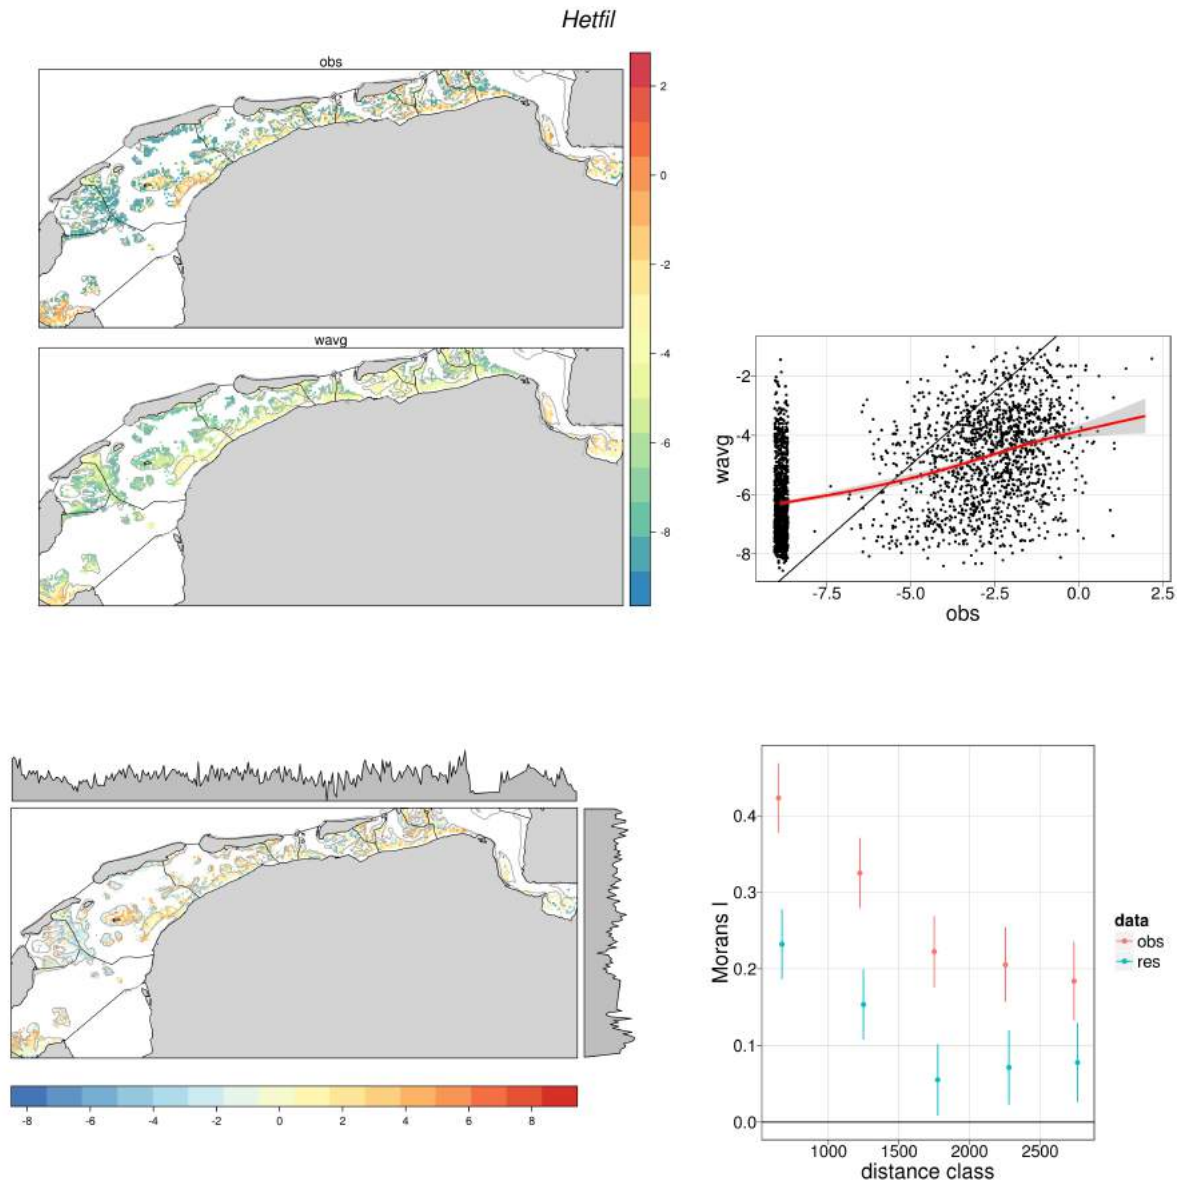 Hetfil
obs
2
0
-2
-4
-6
-8
wavg
wavg
-2
-4
-6
-8
-7.5 -5.0 -2.5 0.0 2.5
obs
-8 -6 -4 -2 0 2 4 6 8
Morans I
0.4
0.3
0.2
0.1
0.0
1000 1500 2000 2500
distance class
data
obs
res